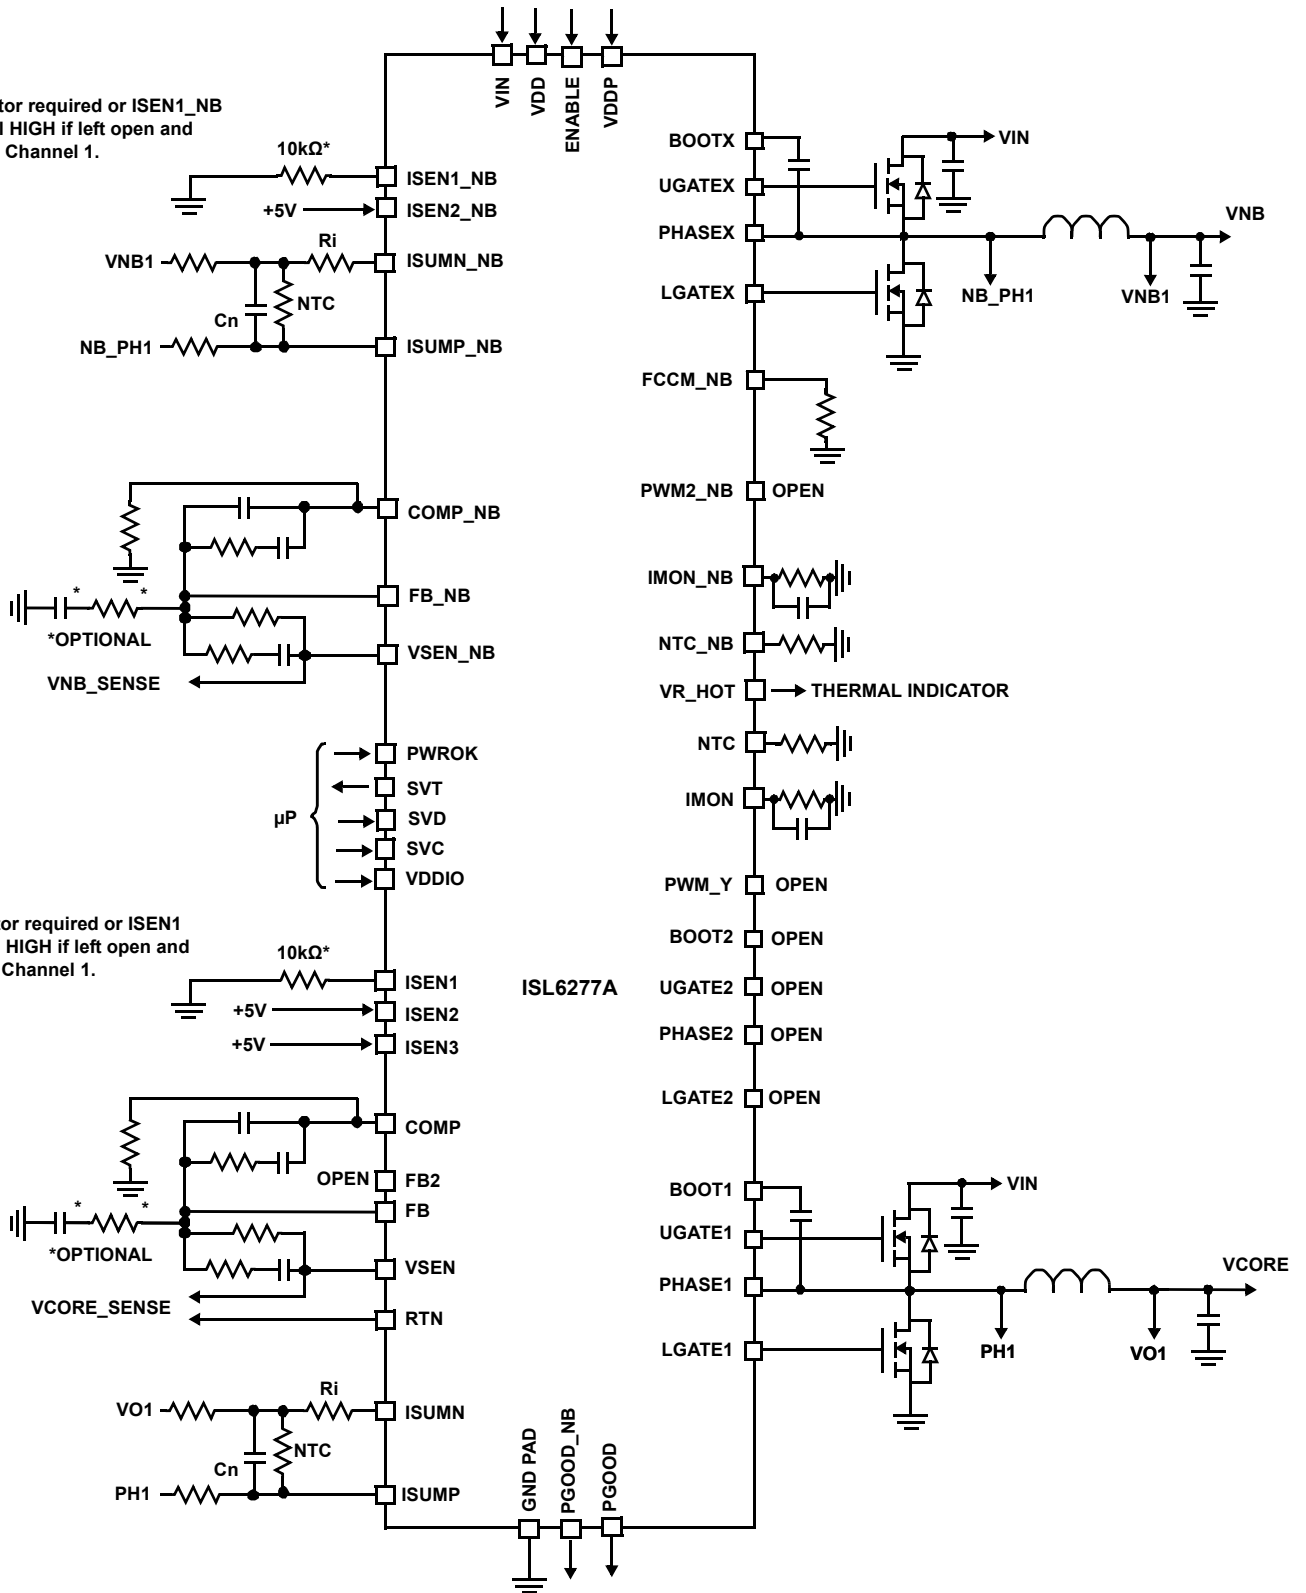 VIN
VDD
ENABLE
VDDP
tor required or ISEN1_NB
HIGH if left open and
Channel 1.
10kΩ*
ISEN1_NB
+5V
ISEN2_NB
Ri
VNB1
ISUMN_NB
NTC
Cn
NB_PH1
ISUMP_NB
COMP_NB
FB_NB
* *
*OPTIONAL
VSEN_NB
VNB_SENSE
PWROK
SVT
µP
SVD
SVC
VDDIO
tor required or ISEN1
HIGH if left open and
Channel 1.
10kΩ*
ISEN1
+5V
ISEN2
+5V
ISEN3
COMP
OPEN
FB2
FB
* *
*OPTIONAL
VSEN
VCORE_SENSE
RTN
Ri
VO1
ISUMN
NTC
Cn
PH1
ISUMP
ISL6277A
BOOTX
VIN
UGATEX
VNB
PHASEX
LGATEX
NB_PH1
VNB1
FCCM_NB
PWM2_NB
OPEN
IMON_NB
NTC_NB
VR_HOT
THERMAL INDICATOR
NTC
IMON
PWM_Y
OPEN
BOOT2
OPEN
UGATE2
OPEN
PHASE2
OPEN
LGATE2
OPEN
BOOT1
VIN
UGATE1
VCORE
PHASE1
LGATE1
PH1
VO1
GND PAD
PGOOD_NB
PGOOD